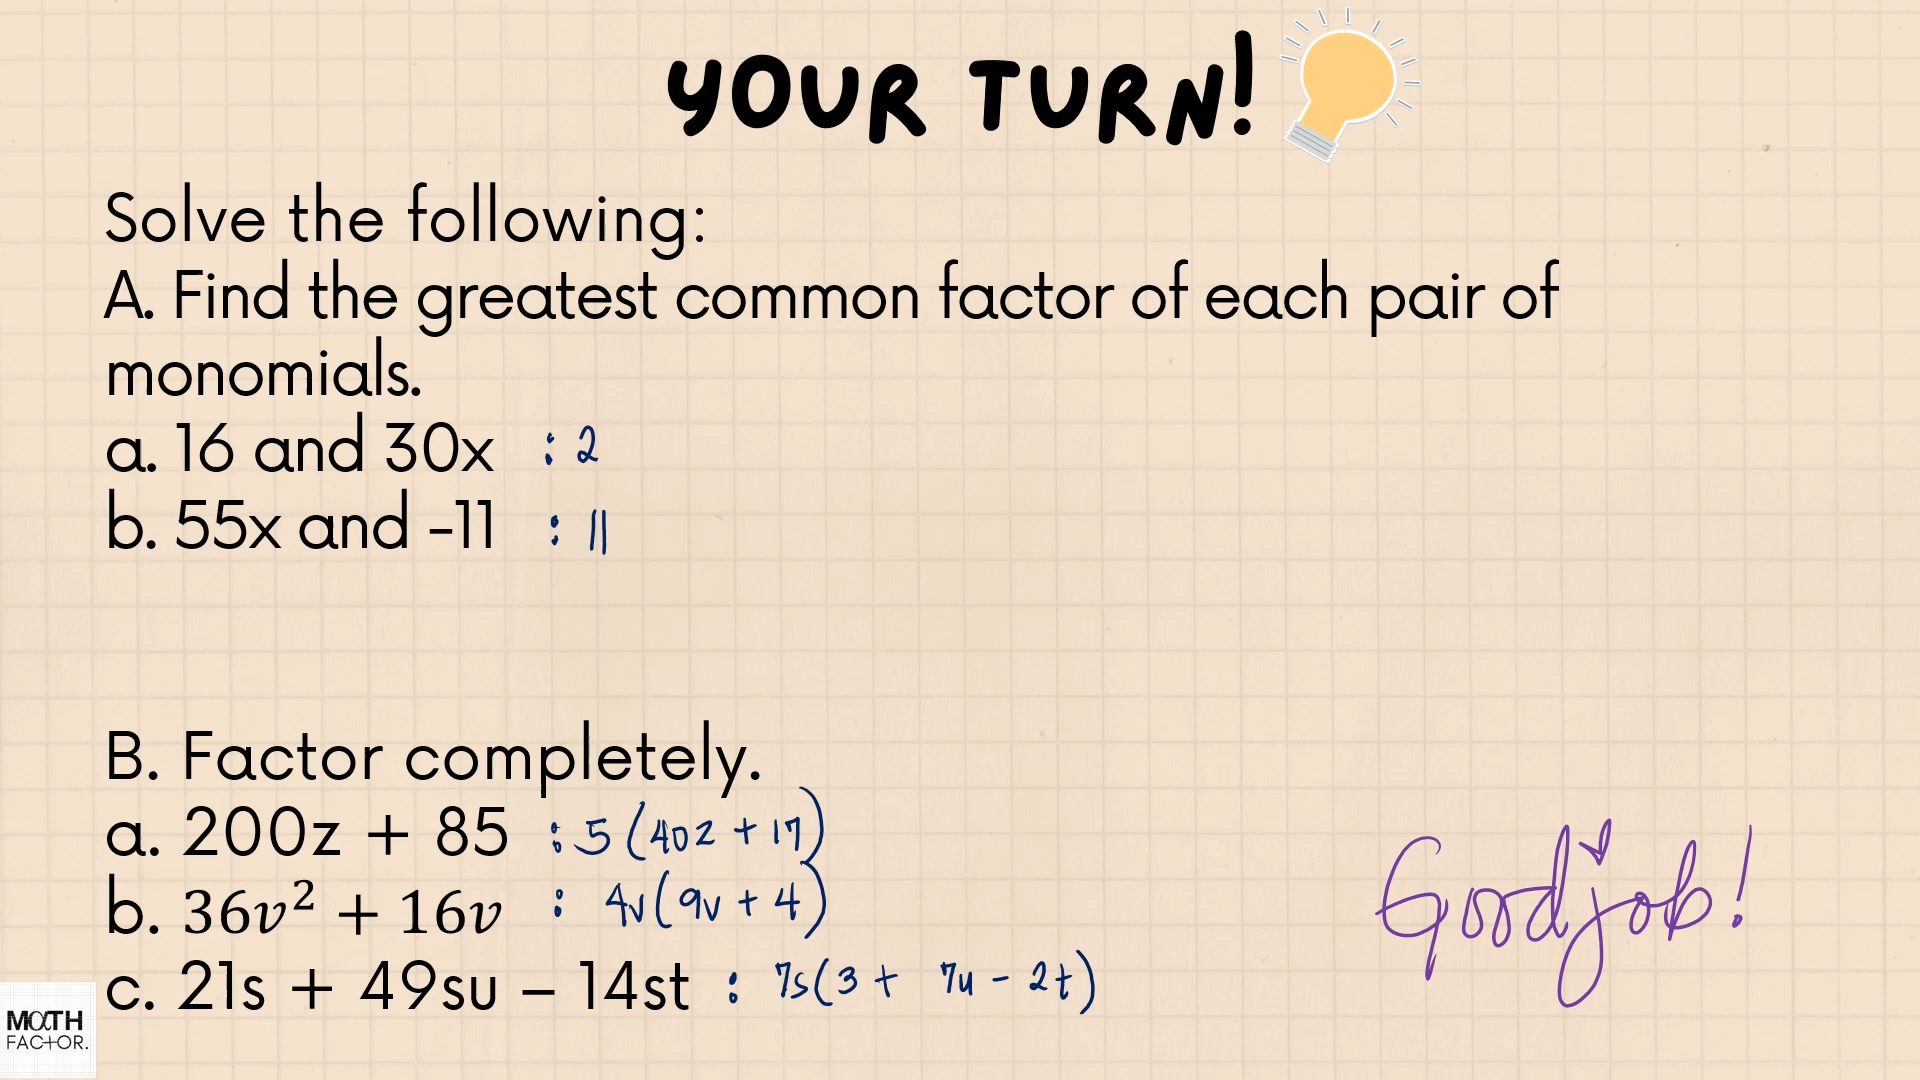 YOUR TURN!
Solve the following:
A. Find the greatest common factor of each pair of
monomials.
a. 16 and 30x : 2
b. 55x and -11 : 11
B. Factor completely.
a. 200z + 85 : 5 (40z + 17)
b. 36v² + 16v : 4v(9v + 4)
c. 21s + 49su – 14st : 7s(3 + 7u - 2t)
Good job!
MATH
FACTOR.